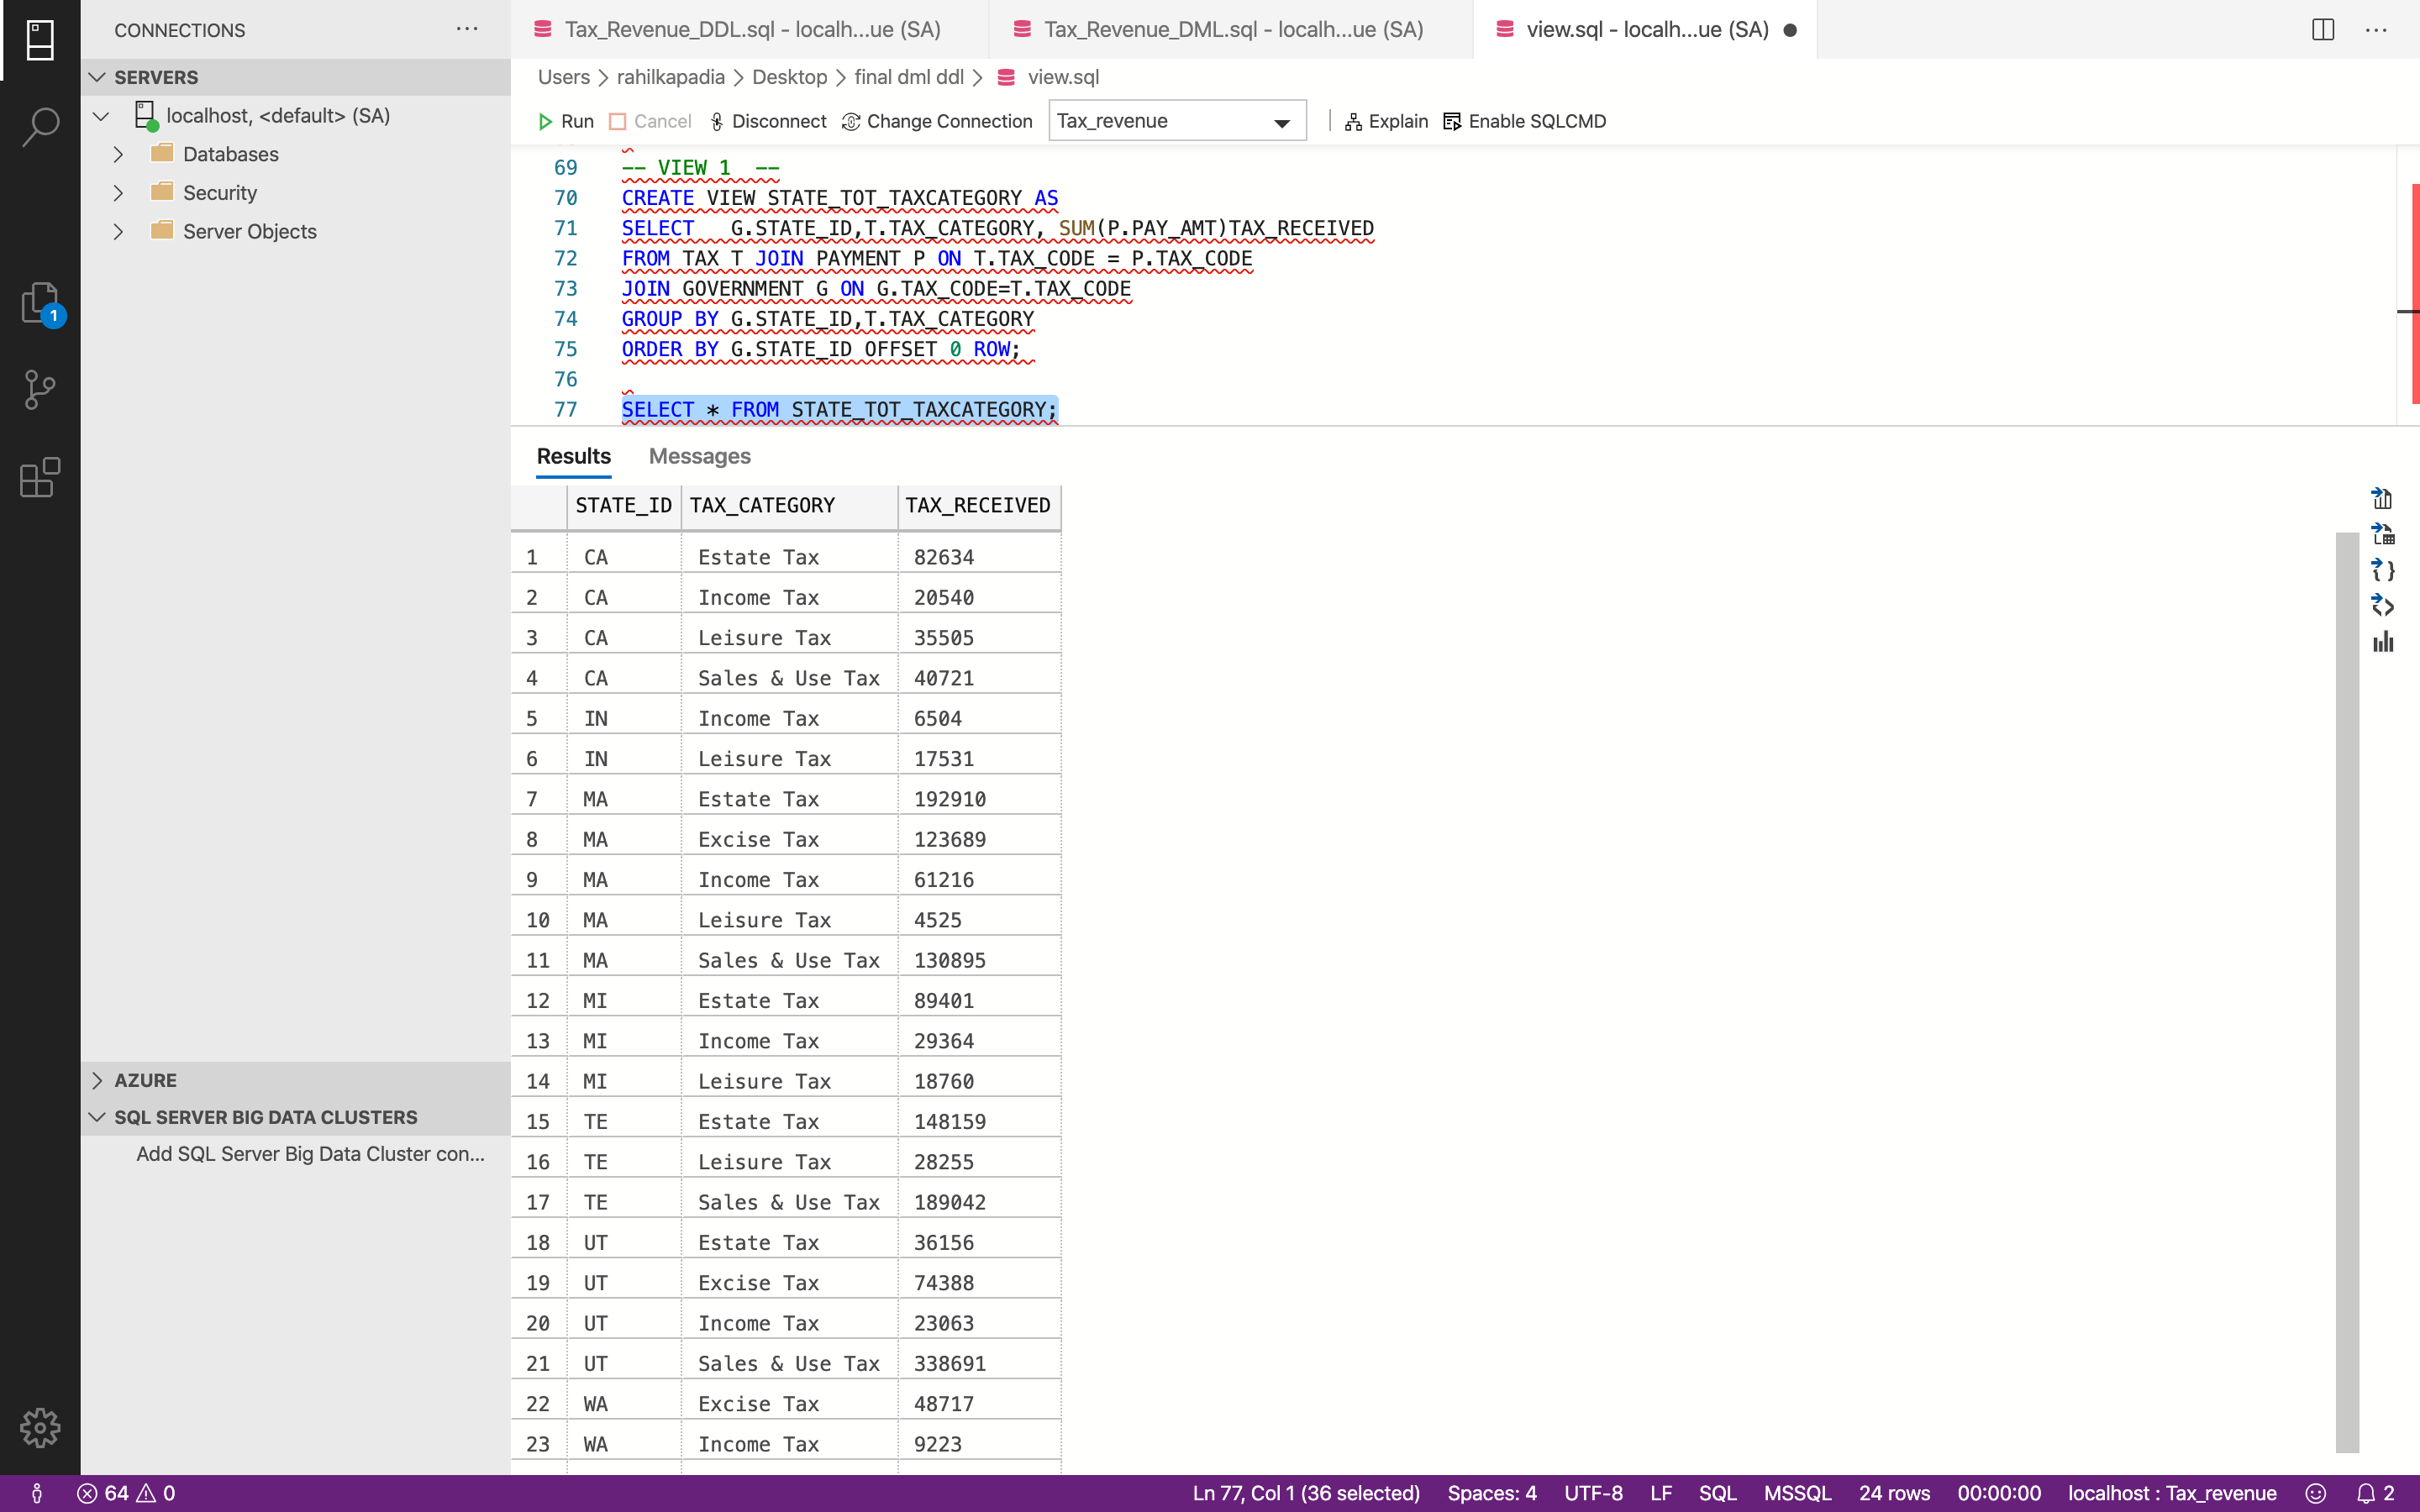 CONNECTIONS ...
SERVERS
localhost, <default> (SA)
Databases
Security
Server Objects
1
AZURE
SQL SERVER BIG DATA CLUSTERS
Add SQL Server Big Data Cluster con...
Tax_Revenue_DDL.sql - localh...ue (SA) Tax_Revenue_DML.sql - localh...ue (SA) view.sql - localh...ue (SA) ...
Users > rahilkapadia > Desktop > final dml ddl > view.sql
Run Cancel Disconnect Change Connection Tax_revenue Explain Enable SQLCMD
69 -- VIEW 1 --
70 CREATE VIEW STATE_TOT_TAXCATEGORY AS
71 SELECT G.STATE_ID,T.TAX_CATEGORY, SUM(P.PAY_AMT)TAX_RECEIVED
72 FROM TAX T JOIN PAYMENT P ON T.TAX_CODE = P.TAX_CODE
73 JOIN GOVERNMENT G ON G.TAX_CODE=T.TAX_CODE
74 GROUP BY G.STATE_ID,T.TAX_CATEGORY
75 ORDER BY G.STATE_ID OFFSET 0 ROW;
76
77 SELECT * FROM STATE_TOT_TAXCATEGORY;
Results Messages
STATE_ID TAX_CATEGORY TAX_RECEIVED
1 CA Estate Tax 82634
2 CA Income Tax 20540
3 CA Leisure Tax 35505
4 CA Sales & Use Tax 40721
5 IN Income Tax 6504
6 IN Leisure Tax 17531
7 MA Estate Tax 192910
8 MA Excise Tax 123689
9 MA Income Tax 61216
10 MA Leisure Tax 4525
11 MA Sales & Use Tax 130895
12 MI Estate Tax 89401
13 MI Income Tax 29364
14 MI Leisure Tax 18760
15 TE Estate Tax 148159
16 TE Leisure Tax 28255
17 TE Sales & Use Tax 189042
18 UT Estate Tax 36156
19 UT Excise Tax 74388
20 UT Income Tax 23063
21 UT Sales & Use Tax 338691
22 WA Excise Tax 48717
23 WA Income Tax 9223
64 0 Ln 77, Col 1 (36 selected) Spaces: 4 UTF-8 LF SQL MSSQL 24 rows 00:00:00 localhost : Tax_revenue 2